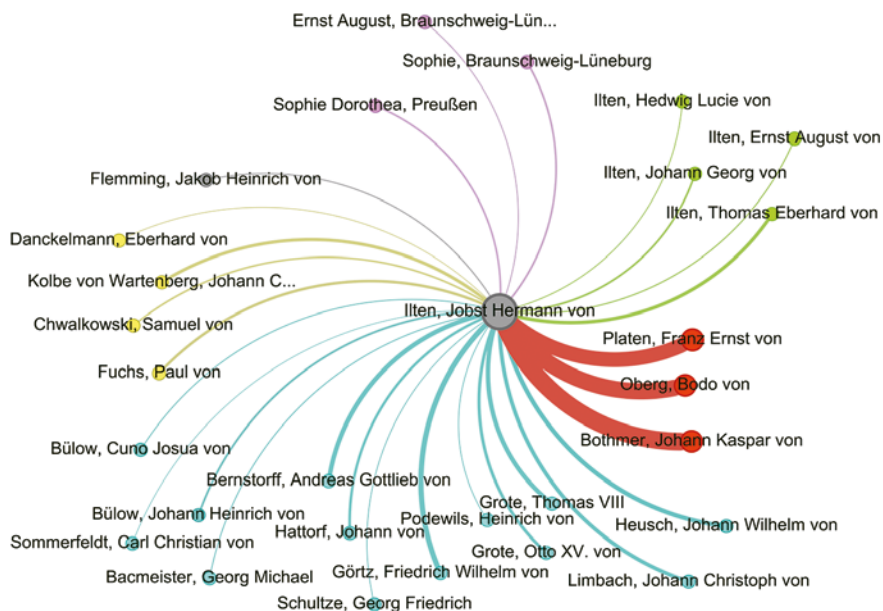 Ernst August, Braunschweig-Lün...
Sophie, Braunschweig-Lüneburg
Sophie Dorothea, Preußen
Ilten, Hedwig Lucie von
Ilten, Ernst August von
Ilten, Johann Georg von
Flemming, Jakob Heinrich von
Ilten, Thomas Eberhard von
Danckelmann, Eberhard von
Kolbe von Wartenberg, Johann C...
Ilten, Jobst Hermann von
Chwalkowski, Samuel von
Platen, Franz Ernst von
Fuchs, Paul von
Oberg, Bodo von
Bothmer, Johann Kaspar von
Bülow, Cuno Josua von
Bernstorff, Andreas Gottlieb von
Grote, Thomas VIII
Bülow, Johann Heinrich von
Podewils, Heinrich von
Heusch, Johann Wilhelm von
Hattorf, Johann von
Sommerfeldt, Carl Christian von
Grote, Otto XV. von
Bacmeister, Georg Michael
Görtz, Friedrich Wilhelm von
Limbach, Johann Christoph von
Schultze, Georg Friedrich